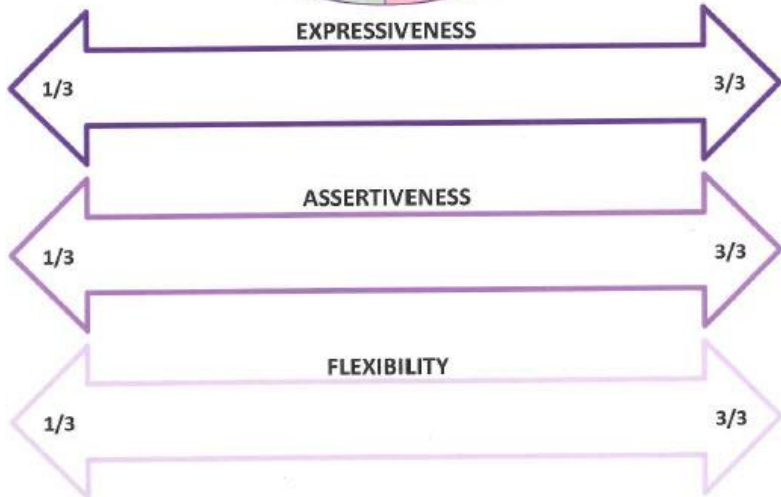 EXPRESSIVENESS
1/3 3/3
ASSERTIVENESS
1/3 3/3
FLEXIBILITY
1/3 3/3